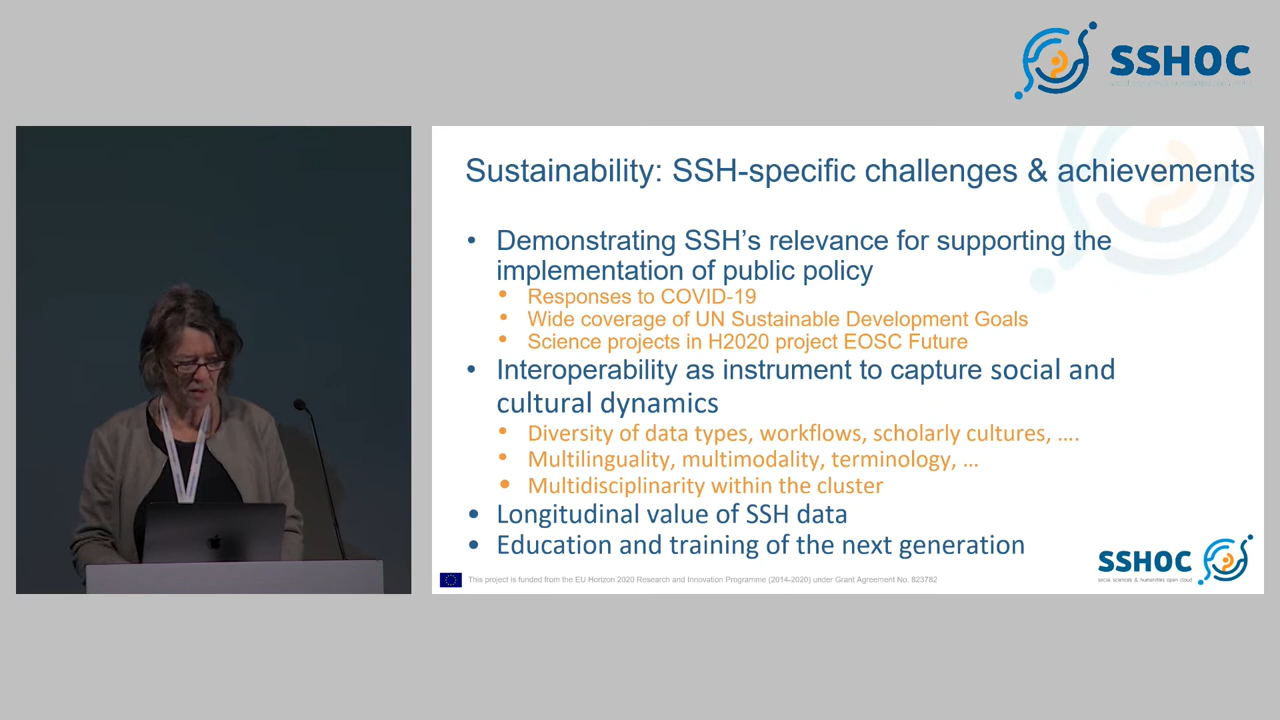 SSHOC
Sustainability: SSH-specific challenges & achievements
• Demonstrating SSH’s relevance for supporting the
implementation of public policy
• Responses to COVID-19
• Wide coverage of UN Sustainable Development Goals
• Science projects in H2020 project EOSC Future
• Interoperability as instrument to capture social and
cultural dynamics
• Diversity of data types, workflows, scholarly cultures, ….
• Multilinguality, multimodality, terminology, …
• Multidisciplinarity within the cluster
• Longitudinal value of SSH data
• Education and training of the next generation
SSHOC
social sciences & humanities open cloud
This project is funded from the EU Horizon 2020 Research and Innovation Programme (2014-2020) under Grant Agreement No. 823782